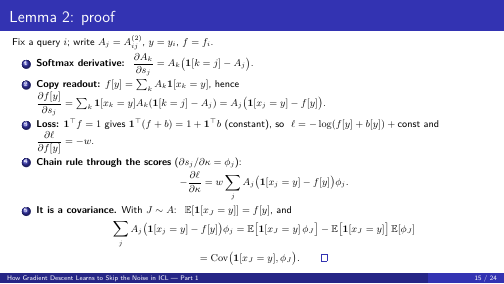 Lemma 2: proof
Fix a query i; write A_j = A_{ij}^{(2)}, y = y_i, f = f_i.
1 Softmax derivative: ∂A_k/∂s_j = A_k(1[k = j] − A_j).
2 Copy readout: f[y] = ∑_k A_k 1[x_k = y], hence
∂f[y]/∂s_j = ∑_k 1[x_k = y]A_k(1[k = j] − A_j) = A_j(1[x_j = y] − f[y]).
3 Loss: 1^⊤f = 1 gives 1^⊤(f + b) = 1 + 1^⊤b (constant), so ℓ = − log(f[y] + b[y]) + const and
∂ℓ/∂f[y] = −w.
4 Chain rule through the scores (∂s_j/∂κ = ϕ_j):
−∂ℓ/∂κ = w ∑_j A_j(1[x_j = y] − f[y])ϕ_j.
5 It is a covariance. With J ∼ A: E[1[x_J = y]] = f[y], and
∑_j A_j(1[x_j = y] − f[y])ϕ_j = E[1[x_J = y] ϕ_J] − E[1[x_J = y]] E[ϕ_J]
= Cov(1[x_J = y], ϕ_J). □
How Gradient Descent Learns to Skip the Noise in ICL — Part 1 15 / 24